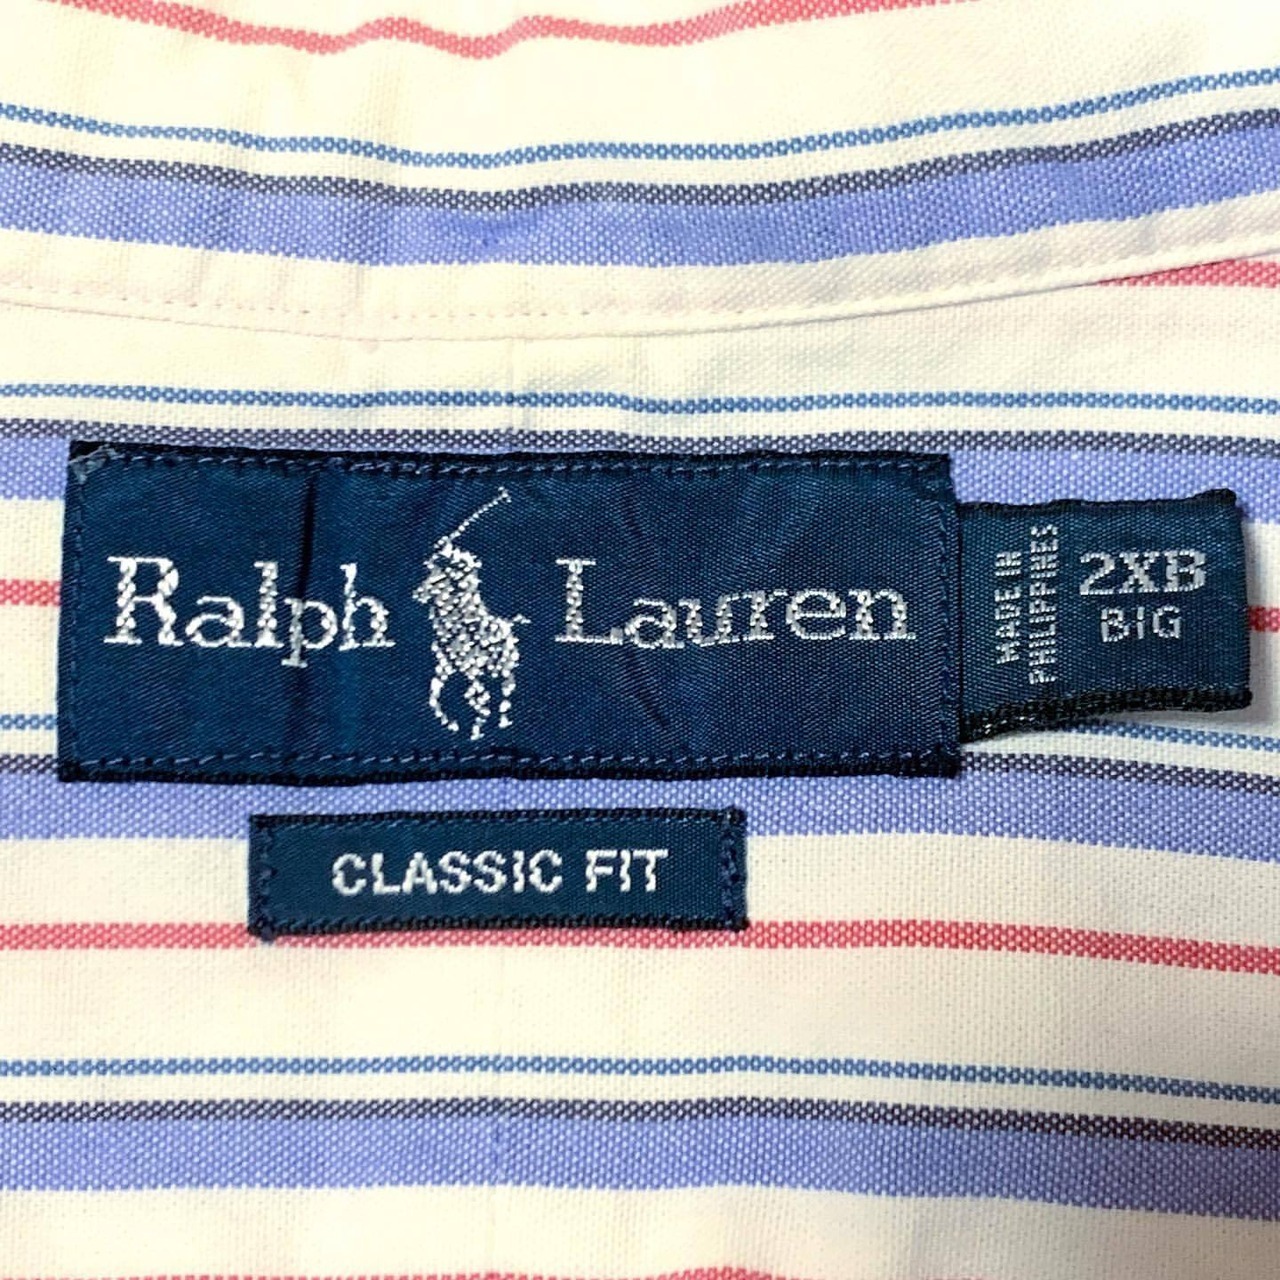 Ralph Lauren
MADE IN
PHILIPPINES
2XB
BIG
CLASSIC FIT